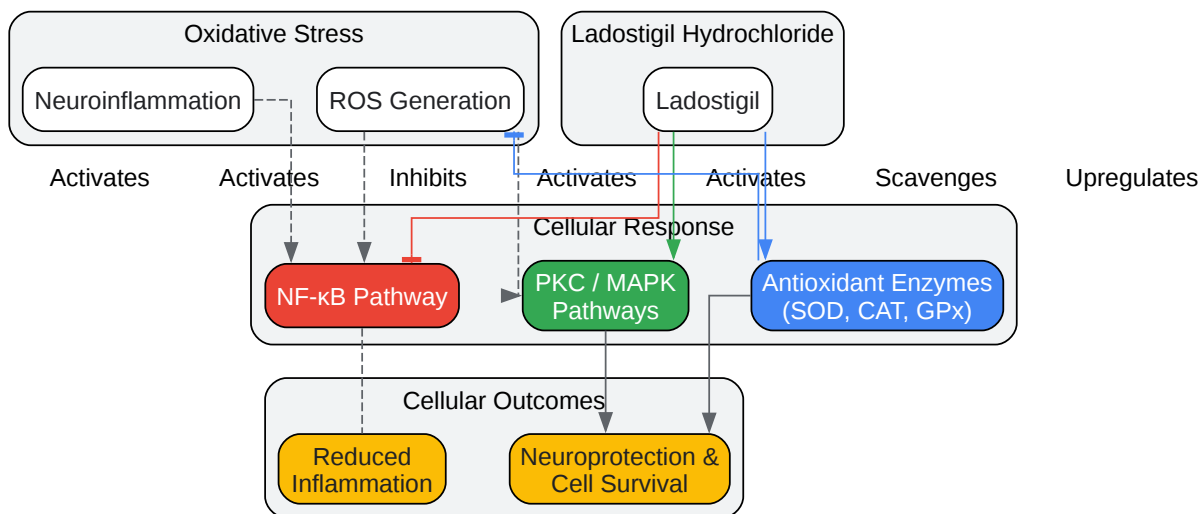 Oxidative Stress
Ladostigil Hydrochloride
Neuroinflammation
ROS Generation
Ladostigil
Activates
Activates
Inhibits
Activates
Activates
Scavenges
Upregulates
Cellular Response
NF-κB Pathway
PKC / MAPK
Pathways
Antioxidant Enzymes
(SOD, CAT, GPx)
Cellular Outcomes
Reduced
Inflammation
Neuroprotection &
Cell Survival